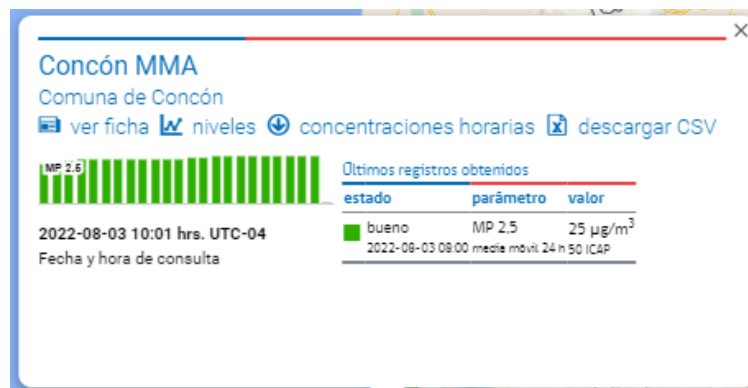 Concón MMA
Comuna de Concón
ver ficha niveles concentraciones horarias descargar CSV
MP 2.5
Últimos registros obtenidos
estado parámetro valor
bueno MP 2,5 25 µg/m³
2022-08-03 08:00 media móvil 24 h 50 ICAP
2022-08-03 10:01 hrs. UTC-04
Fecha y hora de consulta